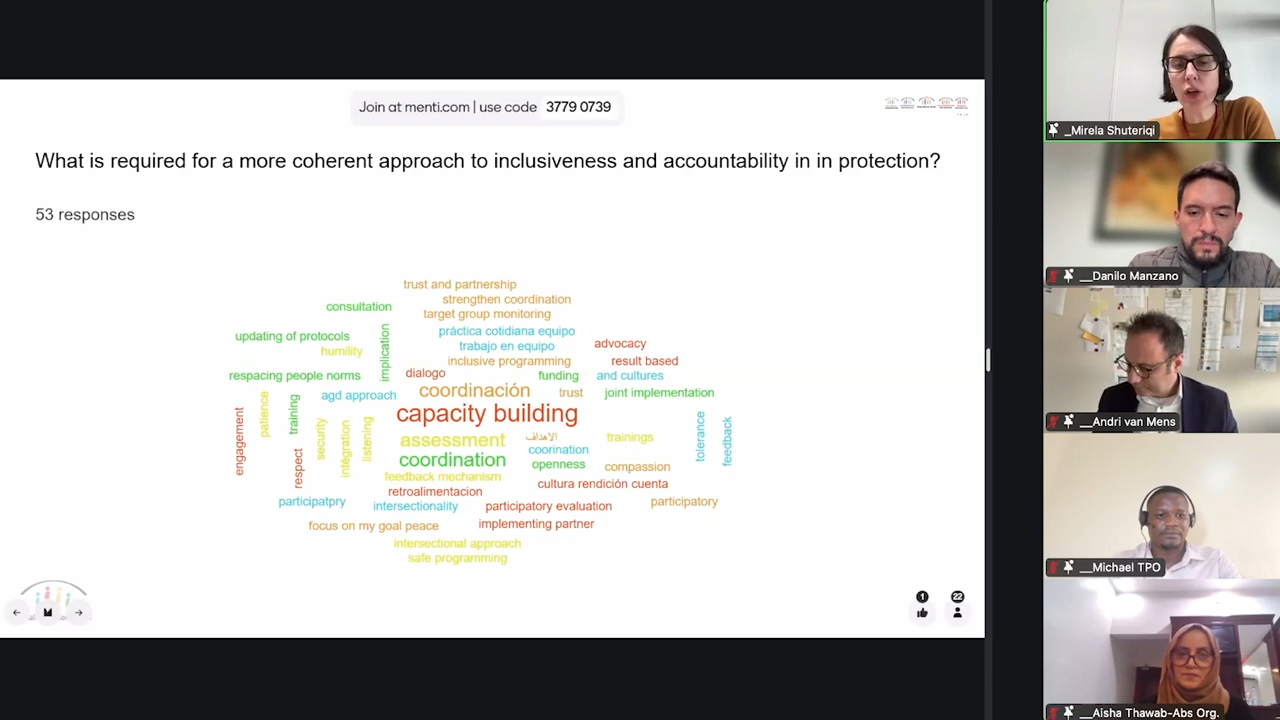 Join at menti.com | use code 3779 0739
What is required for a more coherent approach to inclusiveness and accountability in in protection?
53 responses
trust and partnership
strengthen coordination
consultation
target group monitoring
práctica cotidiana equipo
updating of protocols
trabajo en equipo
advocacy
humility
implication
inclusive programming
result based
respacing people norms
dialogo
funding
and cultures
agd approach
coordinación
trust
joint implementation
capacity building
engagement
patience
training
security
intégration
listening
respect
assessment
الاهداف
trainings
tolerance
feedback
coorination
coordination
openness
compassion
feedback mechanism
cultura rendición cuenta
retroalimentacion
participatpry
intersectionality
participatory evaluation
participatory
focus on my goal peace
implementing partner
intersectional approach
safe programming
1
22
_Mirela Shuteriqi
__Danilo Manzano
__Andri van Mens
__Michael TPO
__Aisha Thawab-Abs Org.